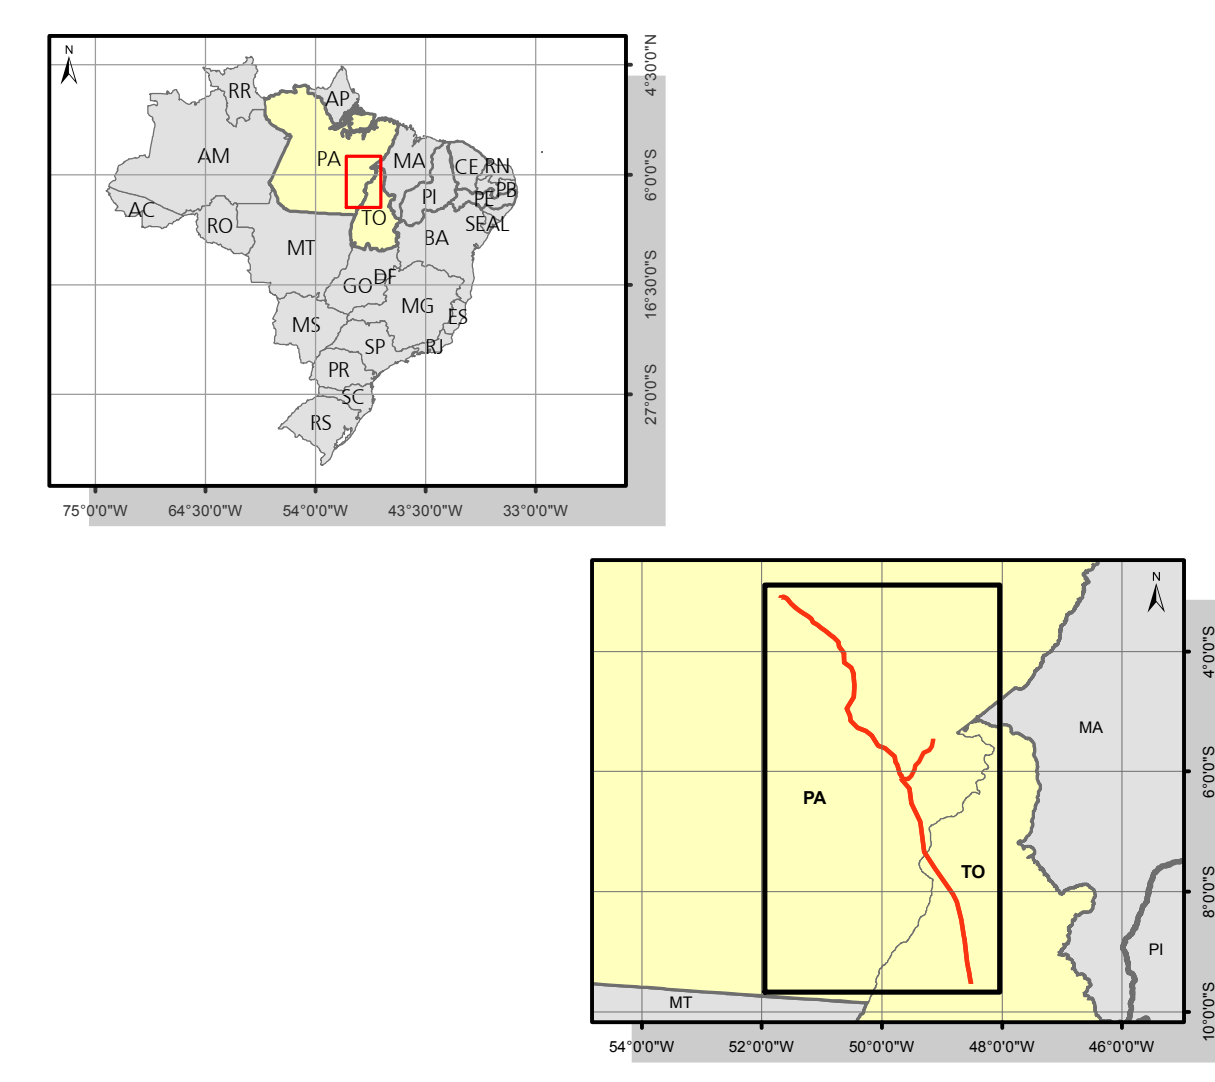 N
4°30'0"N
RR
AP
AM
PA
MA
CE
RN
6°0'0"S
PB
PI
PE
AC
TO
RO
SE
AL
MT
BA
GO
DF
16°30'0"S
MG
MS
ES
SP
RJ
PR
SC
27°0'0"S
RS
75°0'0"W 64°30'0"W 54°0'0"W 43°30'0"W 33°0'0"W
N
4°0'0"S
MA
6°0'0"S
PA
TO
8°0'0"S
PI
MT
10°0'0"S
54°0'0"W 52°0'0"W 50°0'0"W 48°0'0"W 46°0'0"W